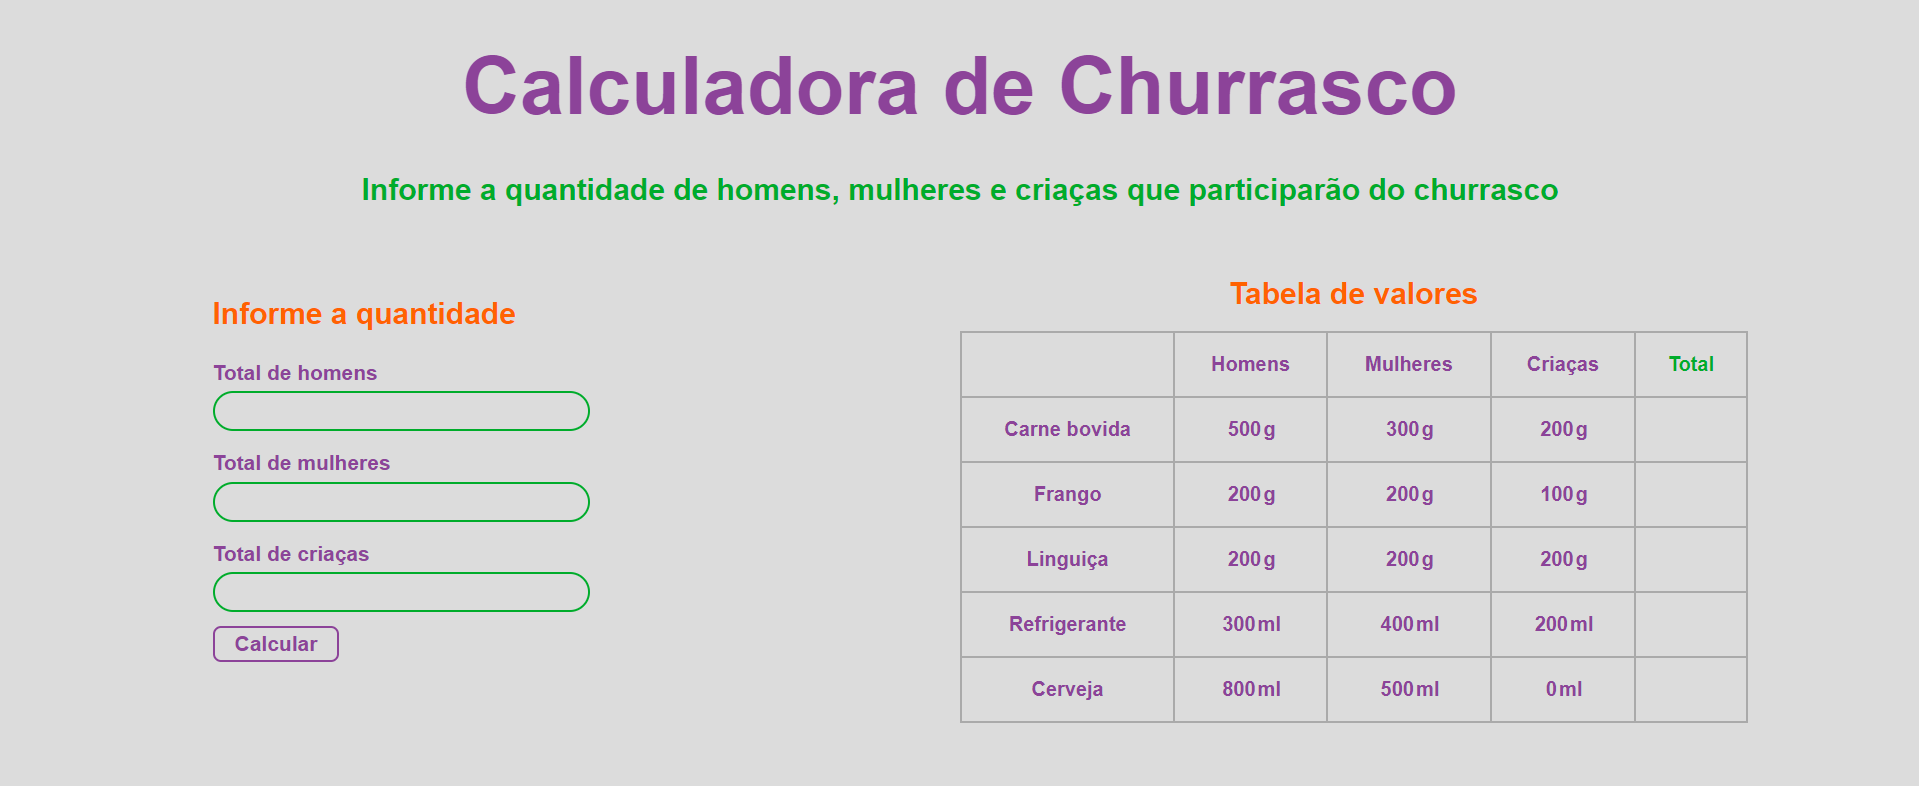 Calculadora de Churrasco
Informe a quantidade de homens, mulheres e criaças que participarão do churrasco
Informe a quantidade
Total de homens
Total de mulheres
Total de criaças
Calcular
Tabela de valores
Homens Mulheres Criaças Total
Carne bovida 500g 300g 200g
Frango 200g 200g 100g
Linguiça 200g 200g 200g
Refrigerante 300ml 400ml 200ml
Cerveja 800ml 500ml 0ml